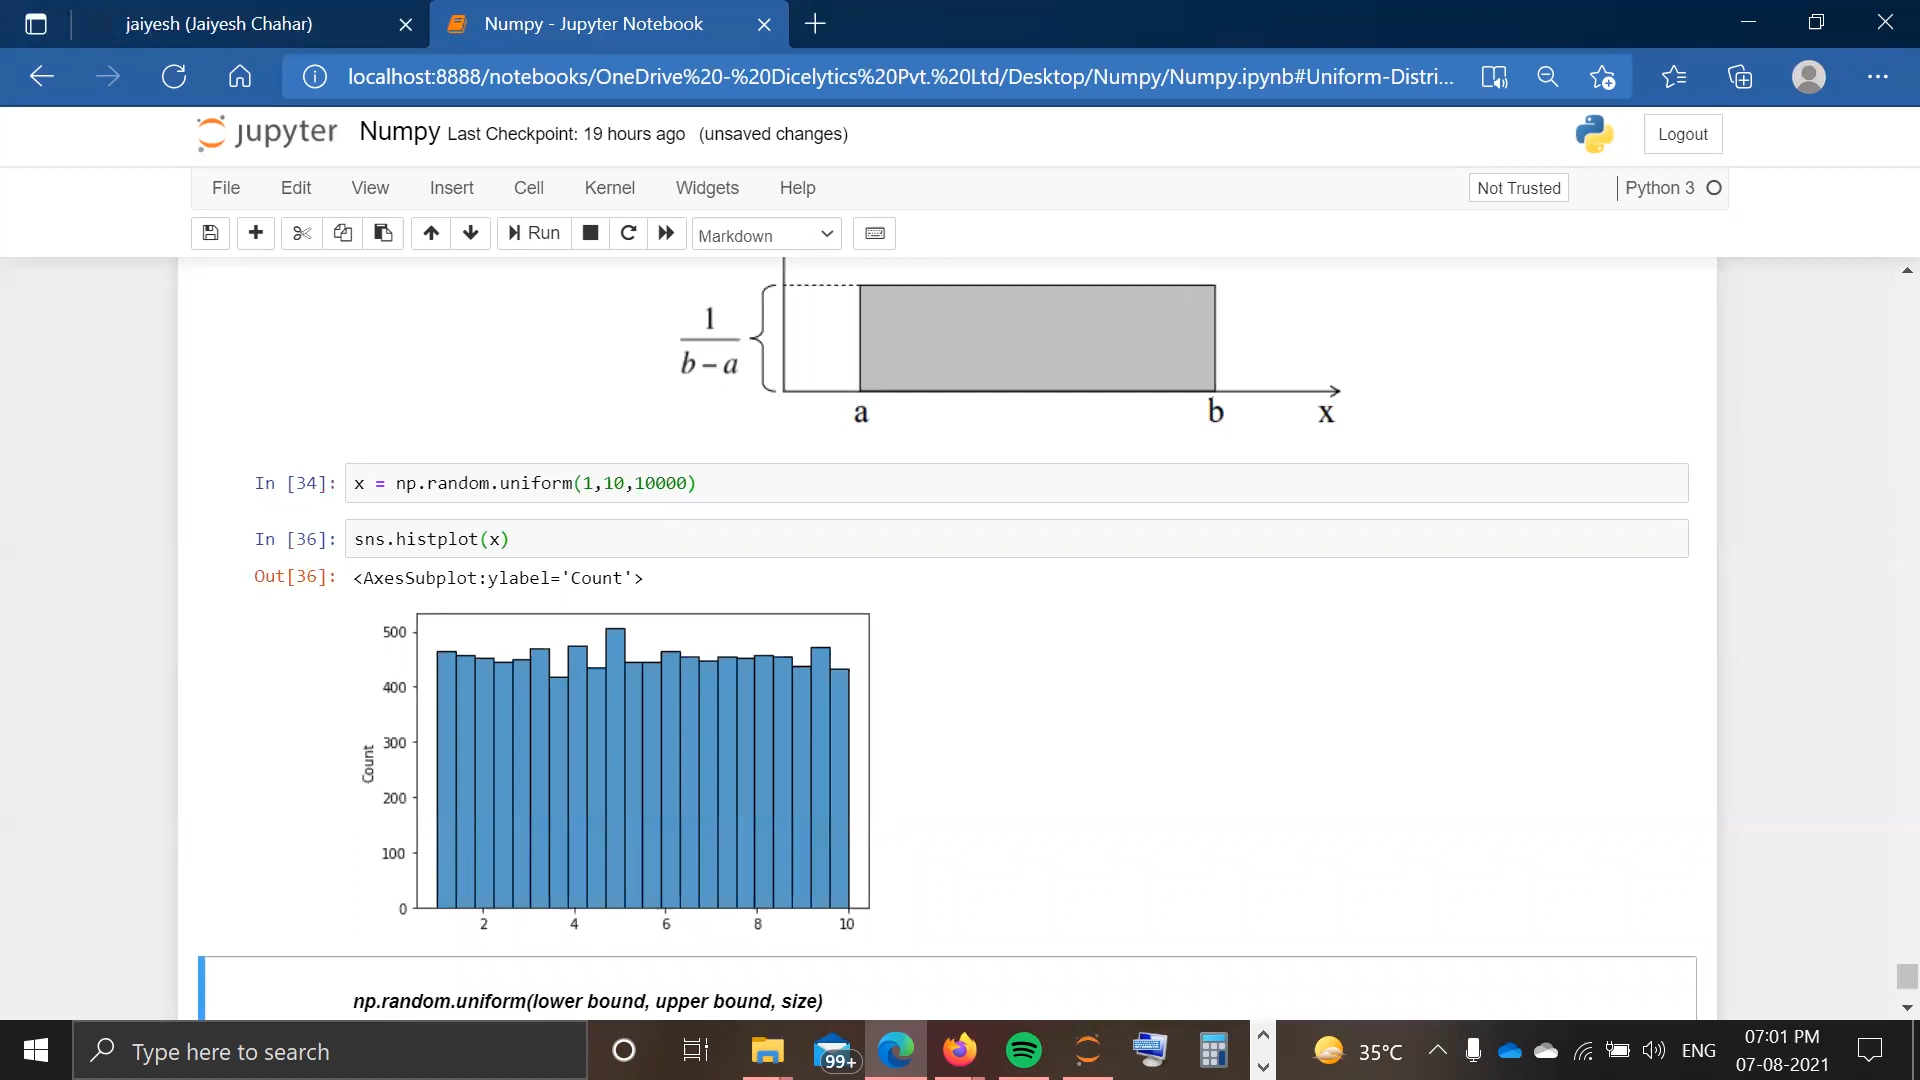 jaiyesh (Jaiyesh Chahar)
Numpy - Jupyter Notebook
localhost:8888/notebooks/OneDrive%20-%20Dicelytics%20Pvt.%20Ltd/Desktop/Numpy/Numpy.ipynb#Uniform-Distri...
jupyter Numpy Last Checkpoint: 19 hours ago (unsaved changes)
Logout
File Edit View Insert Cell Kernel Widgets Help
Not Trusted
Python 3
Run
Markdown
1
b – a
a b x
In [34]: x = np.random.uniform(1,10,10000)
In [36]: sns.histplot(x)
Out[36]: <AxesSubplot:ylabel='Count'>
500
400
300
200
100
0
Count
2 4 6 8 10
np.random.uniform(lower bound, upper bound, size)
Type here to search
99+
35°C
ENG
07:01 PM
07-08-2021